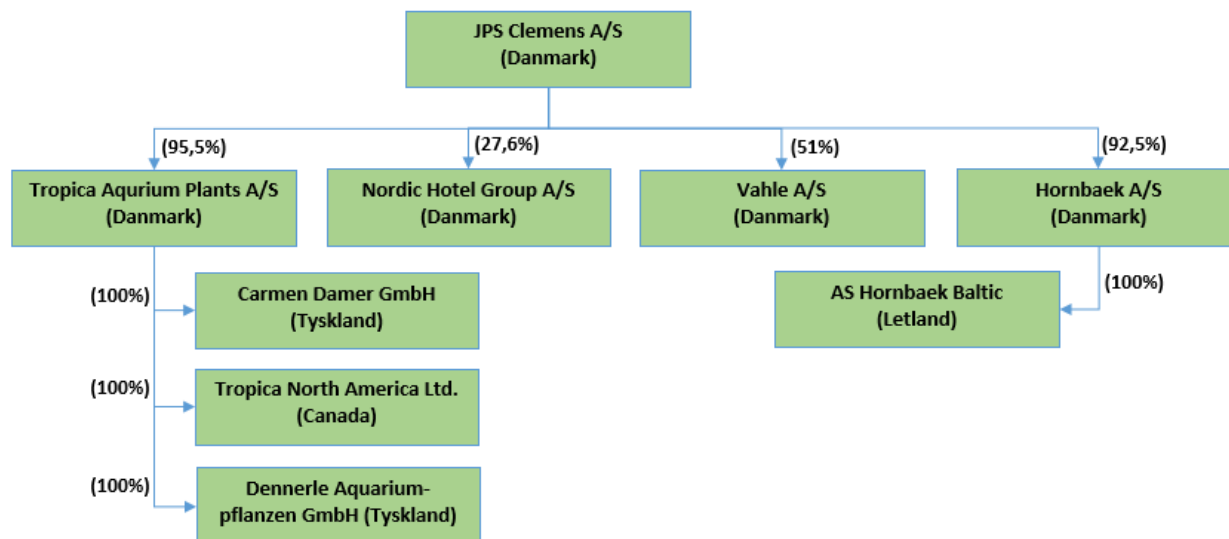 JPS Clemens A/S
(Danmark)
(95,5%)
(27,6%)
(51%)
(92,5%)
Tropica Aqurium Plants A/S
(Danmark)
Nordic Hotel Group A/S
(Danmark)
Vahle A/S
(Danmark)
Hornbaek A/S
(Danmark)
(100%)
Carmen Damer GmbH
(Tyskland)
AS Hornbaek Baltic
(Letland)
(100%)
(100%)
Tropica North America Ltd.
(Canada)
(100%)
Dennerle Aquarium-
pflanzen GmbH (Tyskland)